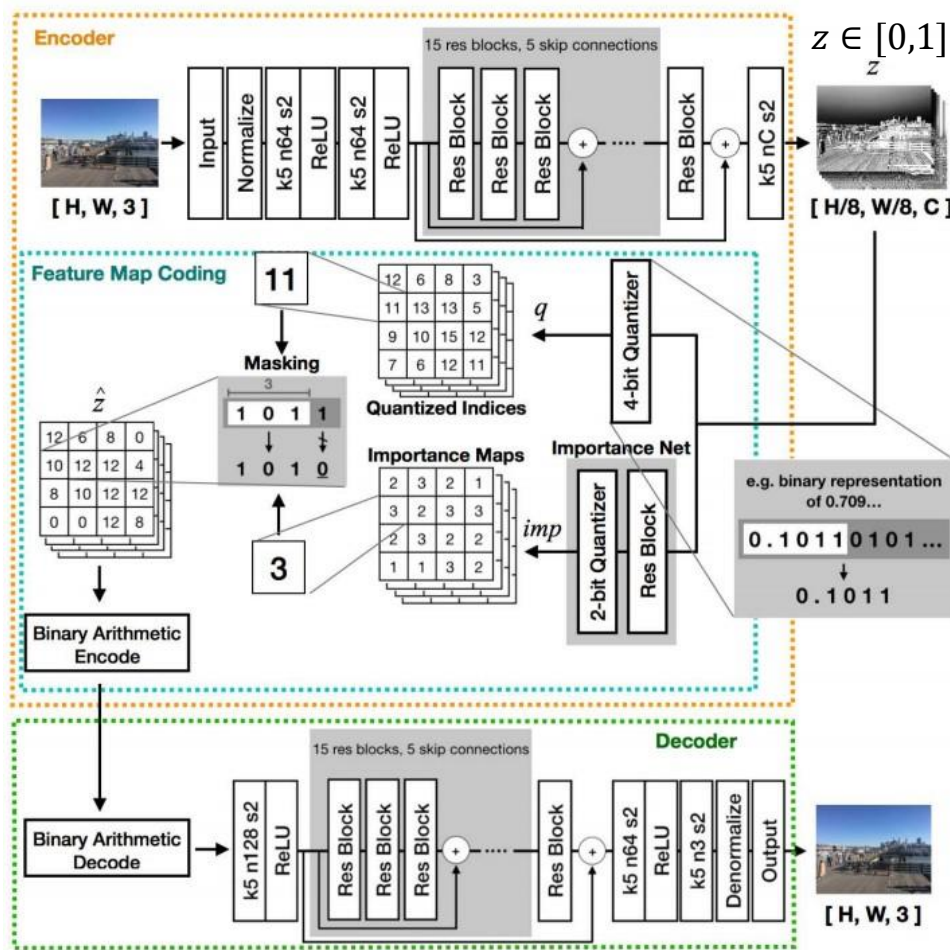 Encoder
15 res blocks, 5 skip connections
z ∈ [0,1]
z
Input
Normalize
k5 n64 s2
ReLU
k5 n64 s2
ReLU
Res Block
Res Block
Res Block
+
.....
Res Block
+
k5 nC s2
[ H, W, 3 ]
[ H/8, W/8, C ]
Feature Map Coding
11
12 6 8 3
11 13 13 5
9 10 15 12
7 6 12 11
Quantized Indices
q
4-bit Quantizer
Masking
3
1 0 1 1
1 0 1 0
ẑ
12 6 8 0
10 12 12 4
8 10 12 12
0 0 12 8
3
Importance Maps
2 3 2 1
3 2 3 3
2 3 2 2
1 1 3 2
imp
Importance Net
2-bit Quantizer
Res Block
e.g. binary representation
of 0.709...
0.10110101...
0.1011
Binary Arithmetic
Encode
Decoder
15 res blocks, 5 skip connections
Binary Arithmetic
Decode
k5 n128 s2
ReLU
Res Block
Res Block
Res Block
+
.....
Res Block
+
k5 n64 s2
ReLU
k5 n3 s2
Denormalize
Output
[ H, W, 3 ]